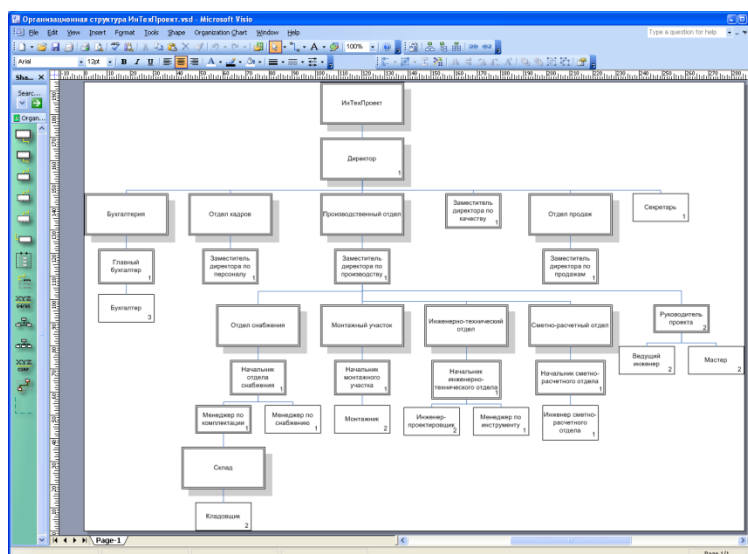 Организационная структура ИнТехПроект.vsd - Microsoft Visio
File Edit View Insert Format Tools Shape Organization Chart Window Help
Type a question for help
100%
Arial
12pt
Sha...
Searc...
Organ...
ИнТехПроект
Директор
1
Бухгалтерия
Отдел кадров
Производственный отдел
Заместитель
директора по
качеству
1
Отдел продаж
Секретарь
1
Главный
бухгалтер
1
Заместитель
директора по
персоналу
1
Заместитель
директора по
производству
1
Заместитель
директора по
продажам
1
Бухгалтер
3
Отдел снабжения
Монтажный участок
Инженерно-технический
отдел
Сметно-расчетный отдел
Руководитель
проекта
2
Начальник
отдела
снабжения
1
Начальник
монтажного
участка
1
Начальник
инженерно-
технического отдела
1
Начальник сметно-
расчетного отдела
1
Ведущий
инженер
2
Мастер
2
Менеджер по
комплектации
1
Менеджер по
снабжению
1
Монтажник
2
Инженер-
проектировщик
2
Менеджер по
инструменту
1
Инженер сметно-
расчетного
отдела
1
Склад
Кладовщик
2
Page-1
Page 1/1